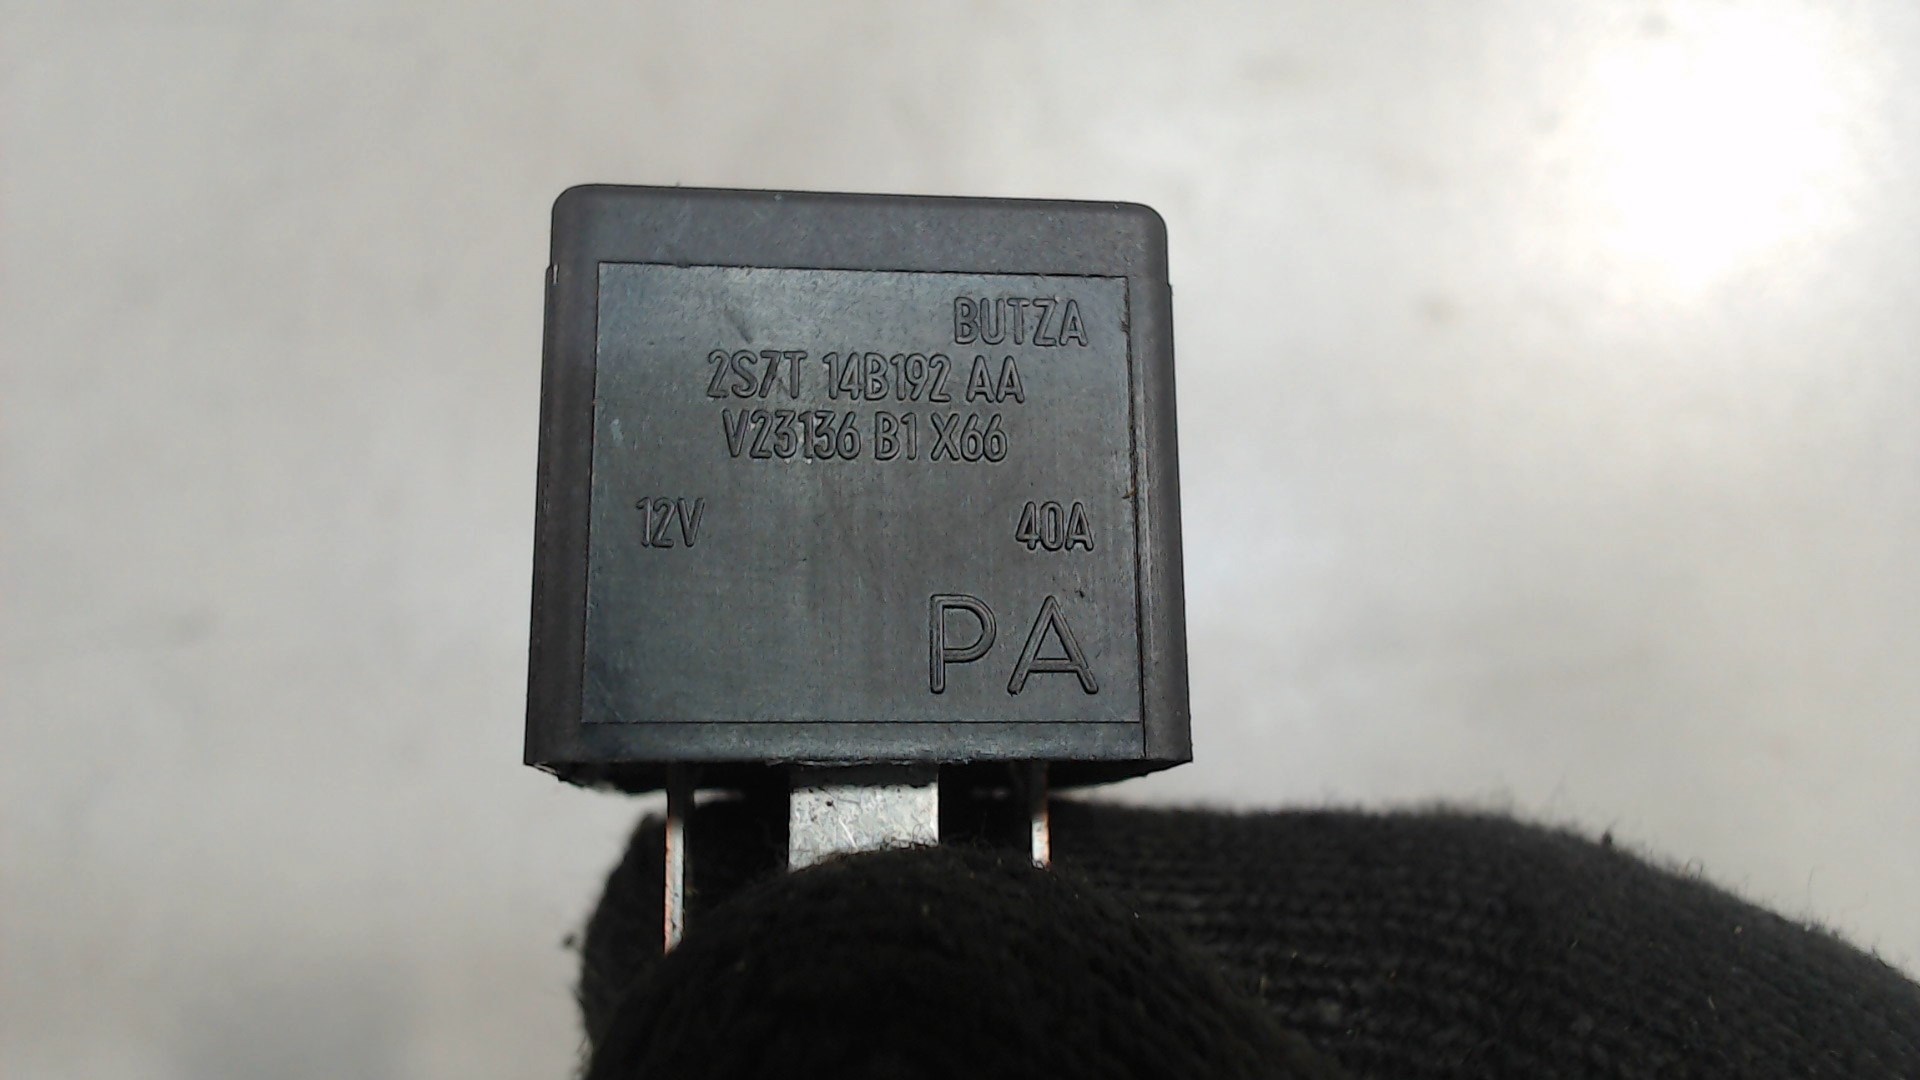 BUTZA
2S7T 14B192 AA
V23136 B1 X66
12V 40A
PA